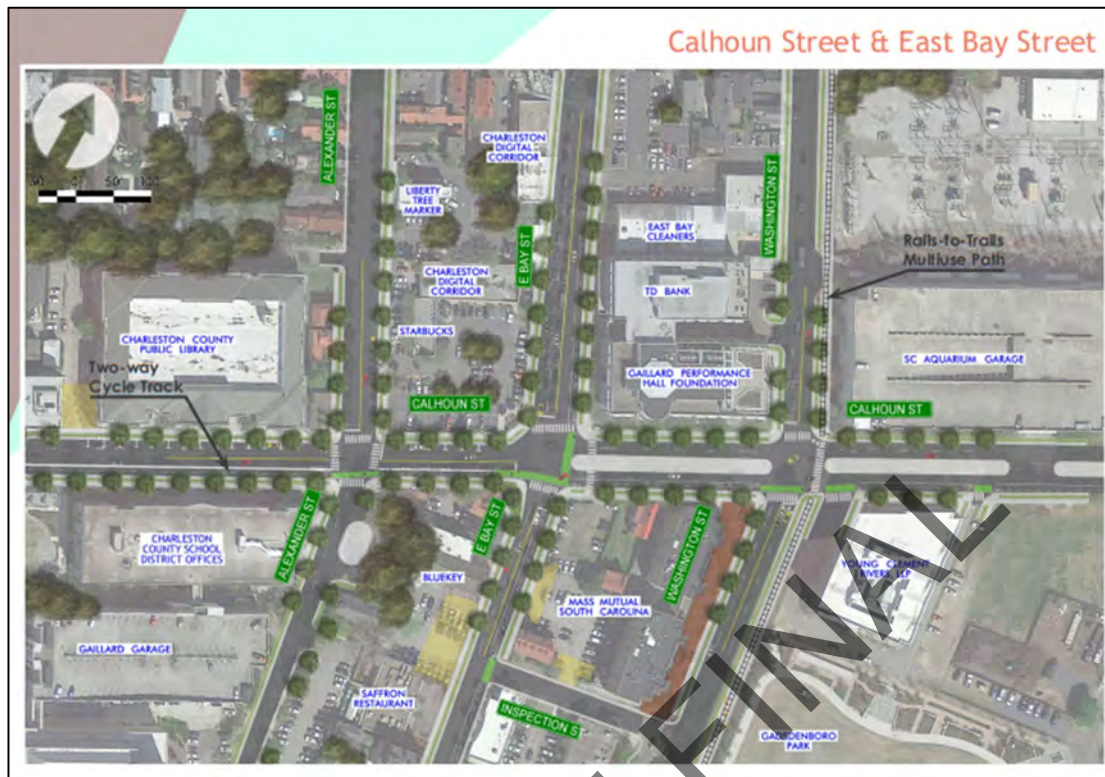 Calhoun Street & East Bay Street
ALEXANDER ST
CHARLESTON
DIGITAL
CORRIDOR
LIBERTY
TREE
MARKER
E BAY ST
EAST BAY
CLEANERS
WASHINGTON ST
Rails-to-Trails
Multiuse Path
CHARLESTON
DIGITAL
CORRIDOR
TD BANK
STARBUCKS
CHARLESTON COUNTY
PUBLIC LIBRARY
SC AQUARIUM GARAGE
Two-way
Cycle Track
GAILLARD PERFORMANCE
HALL FOUNDATION
CALHOUN ST
CALHOUN ST
ALEXANDER ST
E BAY ST
WASHINGTON ST
CHARLESTON
COUNTY SCHOOL
DISTRICT OFFICES
BLUEKEY
MASS MUTUAL
SOUTH CAROLINA
YOUNG CLEMENT
RIVERS, LLP
GAILLARD GARAGE
SAFFRON
RESTAURANT
INSPECTION S
GADSDENBORO
PARK
FINAL